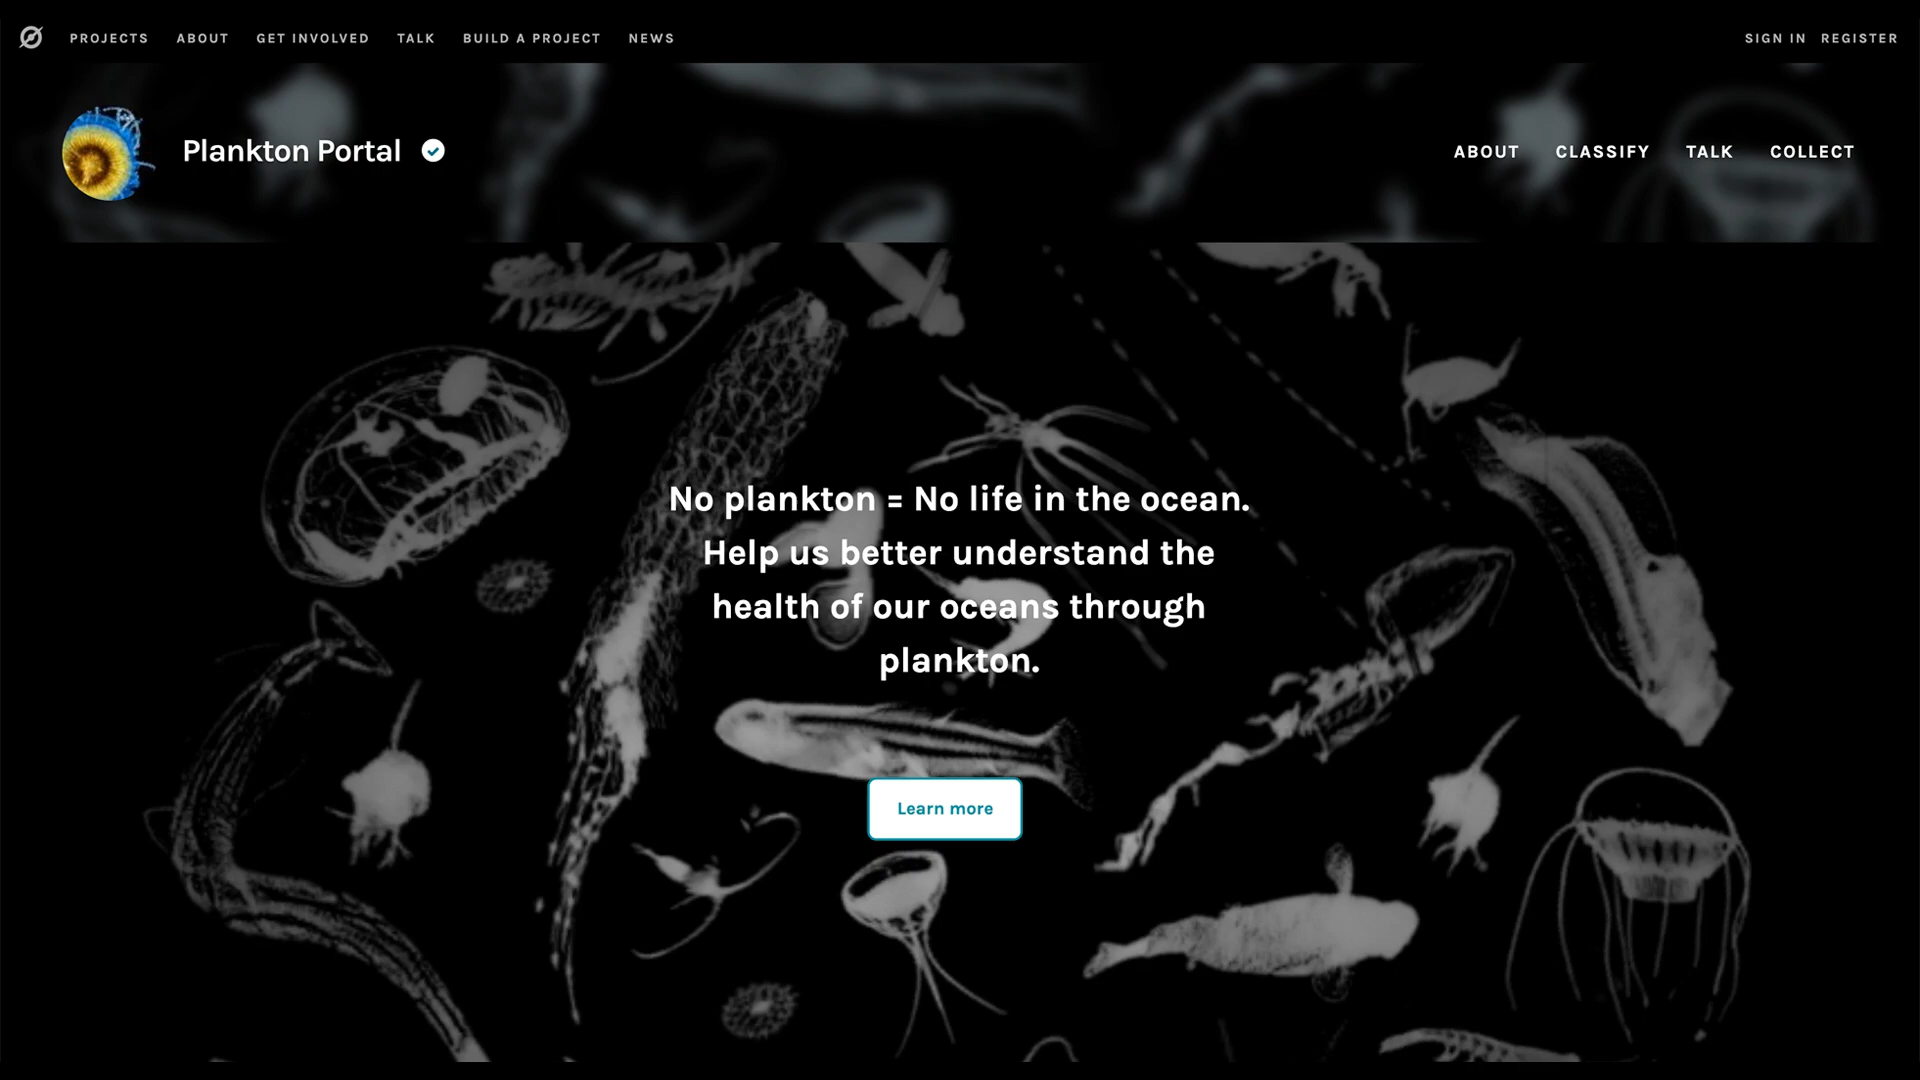 PROJECTS ABOUT GET INVOLVED TALK BUILD A PROJECT NEWS SIGN IN REGISTER
Plankton Portal ABOUT CLASSIFY TALK COLLECT
No plankton = No life in the ocean.
Help us better understand the
health of our oceans through
plankton.
Learn more